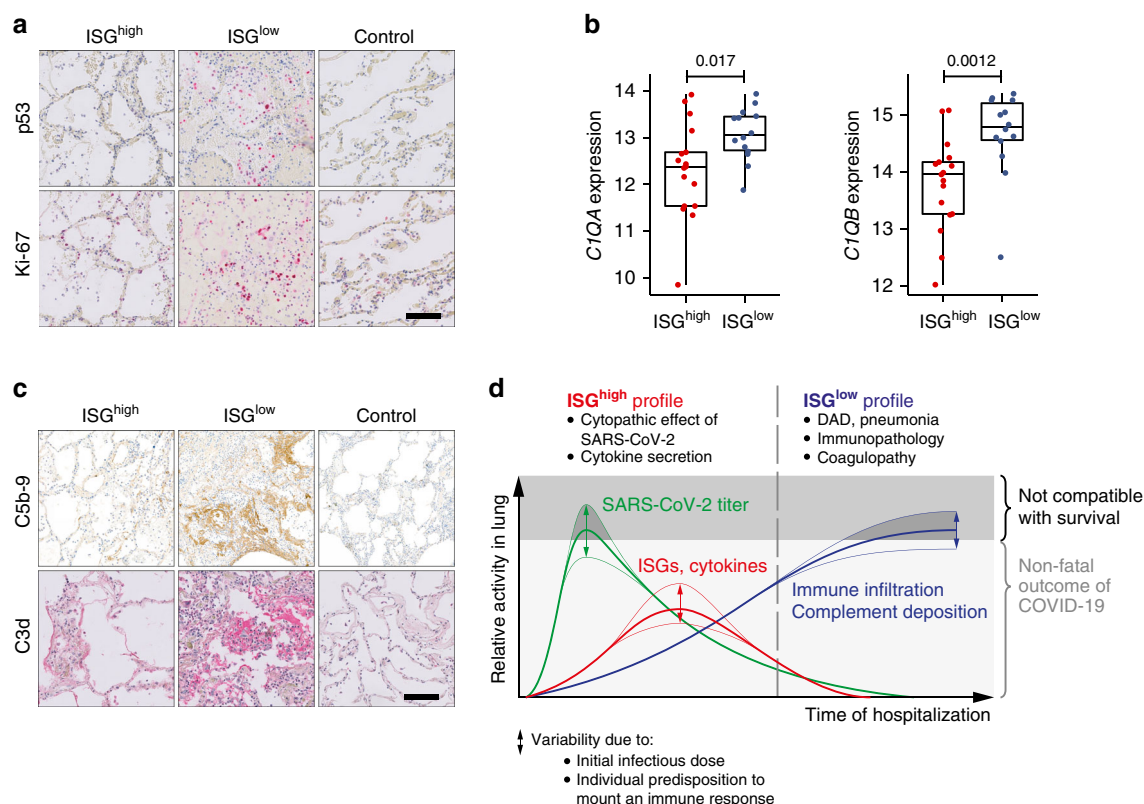 a
ISGhigh
ISGlow
Control
p53
Ki-67
b
0.017
0.0012
14
13
12
11
10
C1QA expression
ISGhigh
ISGlow
15
14
13
12
C1QB expression
ISGhigh
ISGlow
c
ISGhigh
ISGlow
Control
C5b-9
C3d
d
ISGhigh profile
• Cytopathic effect of
SARS-CoV-2
• Cytokine secretion
ISGlow profile
• DAD, pneumonia
• Immunopathology
• Coagulopathy
Relative activity in lung
SARS-CoV-2 titer
ISGs, cytokines
Immune infiltration
Complement deposition
Not compatible
with survival
Non-fatal
outcome of
COVID-19
Time of hospitalization
Variability due to:
• Initial infectious dose
• Individual predisposition to
mount an immune response